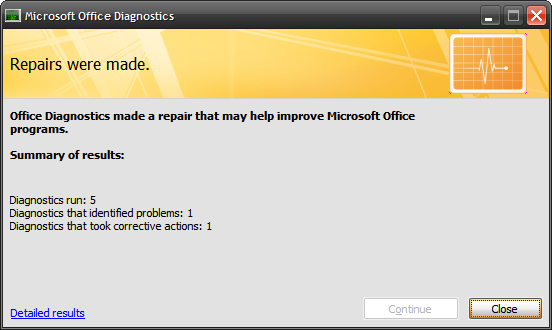 Microsoft Office Diagnostics
Repairs were made.
Office Diagnostics made a repair that may help improve Microsoft Office
programs.
Summary of results:
Diagnostics run: 5
Diagnostics that identified problems: 1
Diagnostics that took corrective actions: 1
Detailed results
Continue
Close